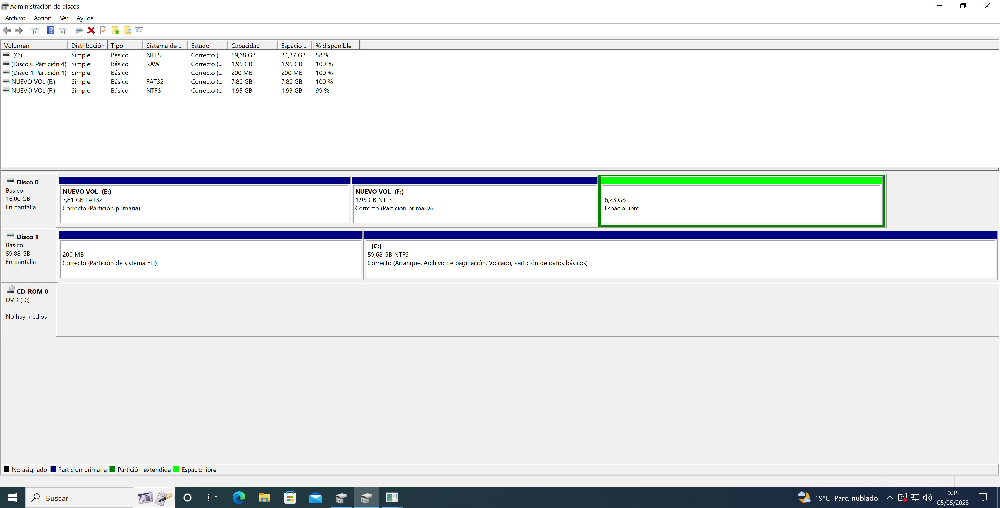 Administración de discos
Archivo Acción Ver Ayuda
Volumen Distribución Tipo Sistema de ... Estado Capacidad Espacio ... % disponible
(C:) Simple Básico NTFS Correcto (... 59,68 GB 34,37 GB 58 %
(Disco 0 Partición 4) Simple Básico RAW Correcto (... 1,95 GB 1,95 GB 100 %
(Disco 1 Partición 1) Simple Básico Correcto (... 200 MB 200 MB 100 %
NUEVO VOL (E:) Simple Básico FAT32 Correcto (... 7,80 GB 7,80 GB 100 %
NUEVO VOL (F:) Simple Básico NTFS Correcto (... 1,95 GB 1,93 GB 99 %
Disco 0
Básico
16,00 GB
En pantalla
NUEVO VOL (E:)
7,81 GB FAT32
Correcto (Partición primaria)
NUEVO VOL (F:)
1,95 GB NTFS
Correcto (Partición primaria)
6,23 GB
Espacio libre
Disco 1
Básico
59,88 GB
En pantalla
200 MB
Correcto (Partición de sistema EFI)
(C:)
59,68 GB NTFS
Correcto (Arranque, Archivo de paginación, Volcado, Partición de datos básicos)
CD-ROM 0
DVD (D:)
No hay medios
No asignado Partición primaria Partición extendida Espacio libre
Buscar
19°C Parc. nublado
0:35
05/05/2023